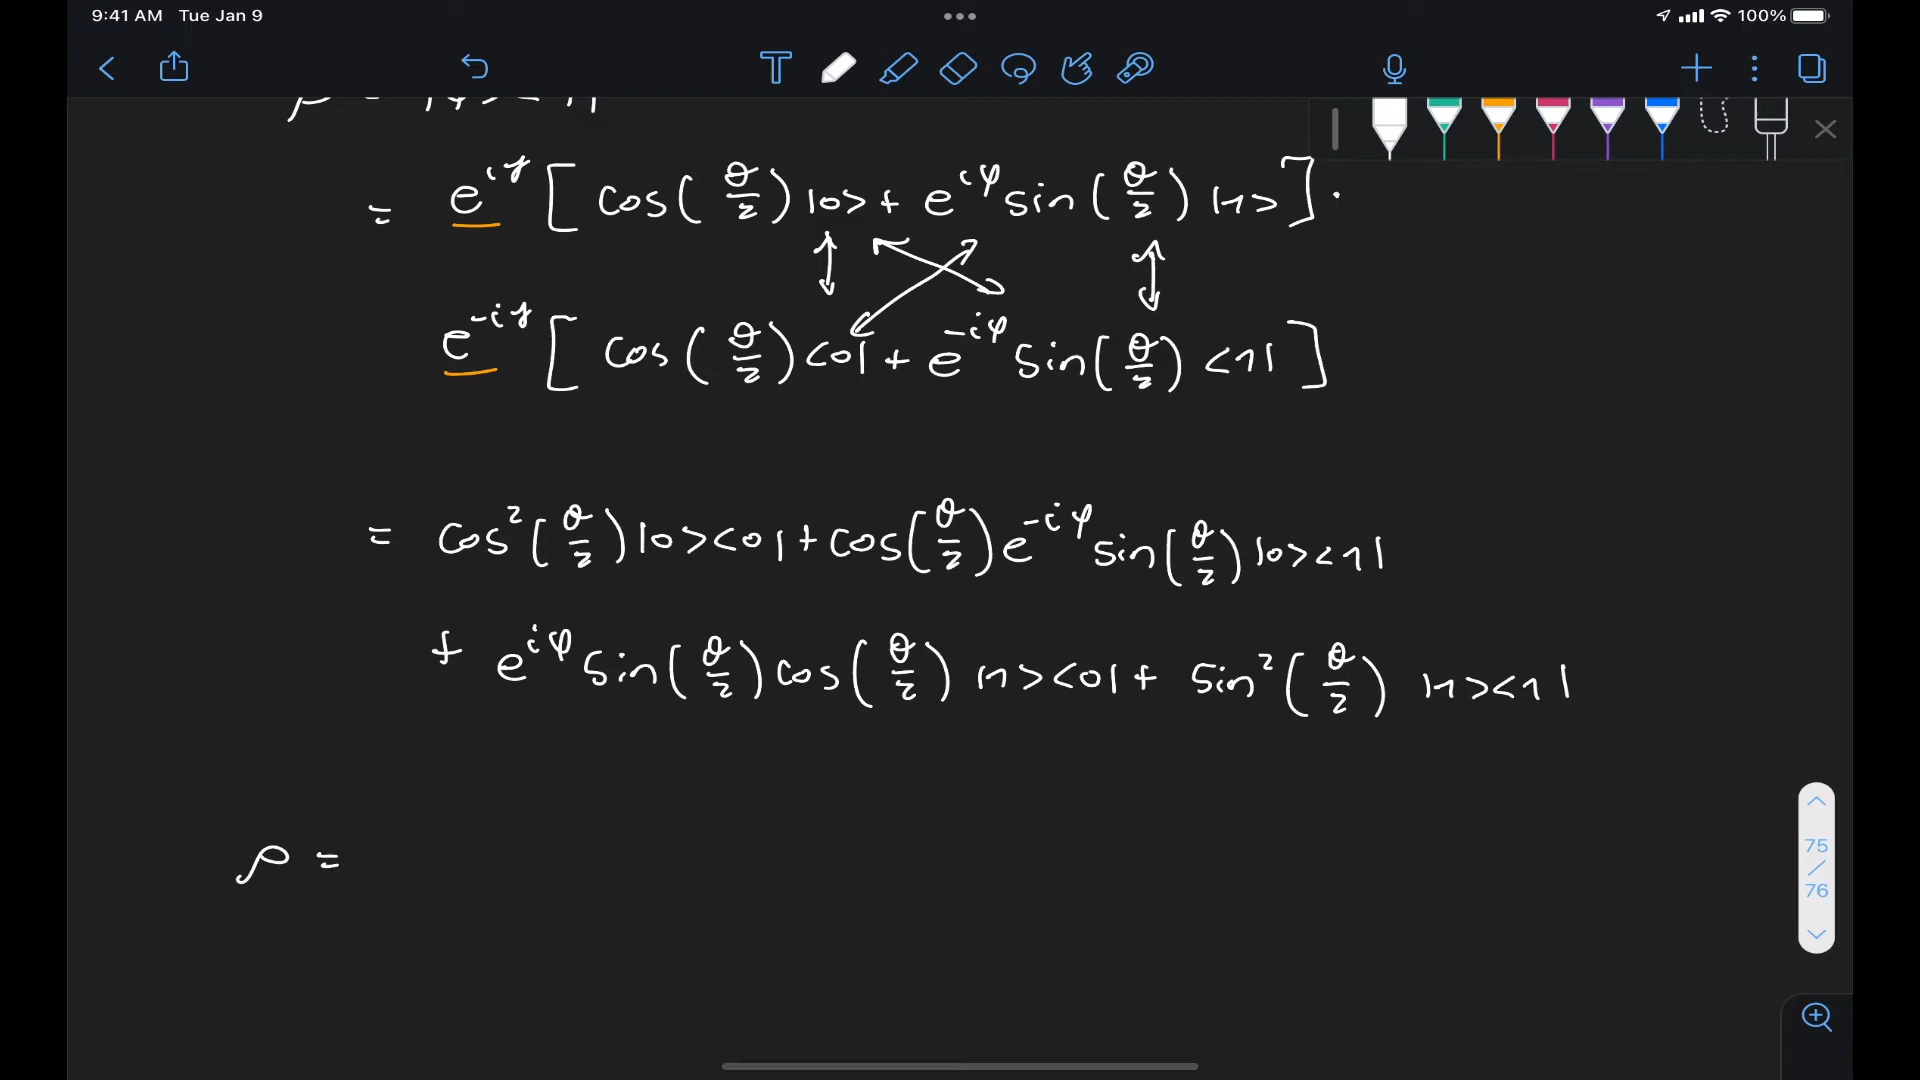 9:41 AM Tue Jan 9 100%
T
= e^{iγ} [ cos(θ/2) |0> + e^{iφ} sin(θ/2) |1> ] ·
e^{-iγ} [ cos(θ/2) <0| + e^{-iφ} sin(θ/2) <1| ]
= cos²(θ/2) |0><0| + cos(θ/2) e^{-iφ} sin(θ/2) |0><1|
+ e^{iφ} sin(θ/2) cos(θ/2) |1><0| + sin²(θ/2) |1><1|
ρ =
75
/
76